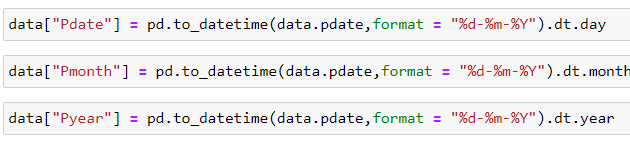 data["Pdate"] = pd.to_datetime(data.pdate,format = "%d-%m-%Y").dt.day
data["Pmonth"] = pd.to_datetime(data.pdate,format = "%d-%m-%Y").dt.month
data["Pyear"] = pd.to_datetime(data.pdate,format = "%d-%m-%Y").dt.year